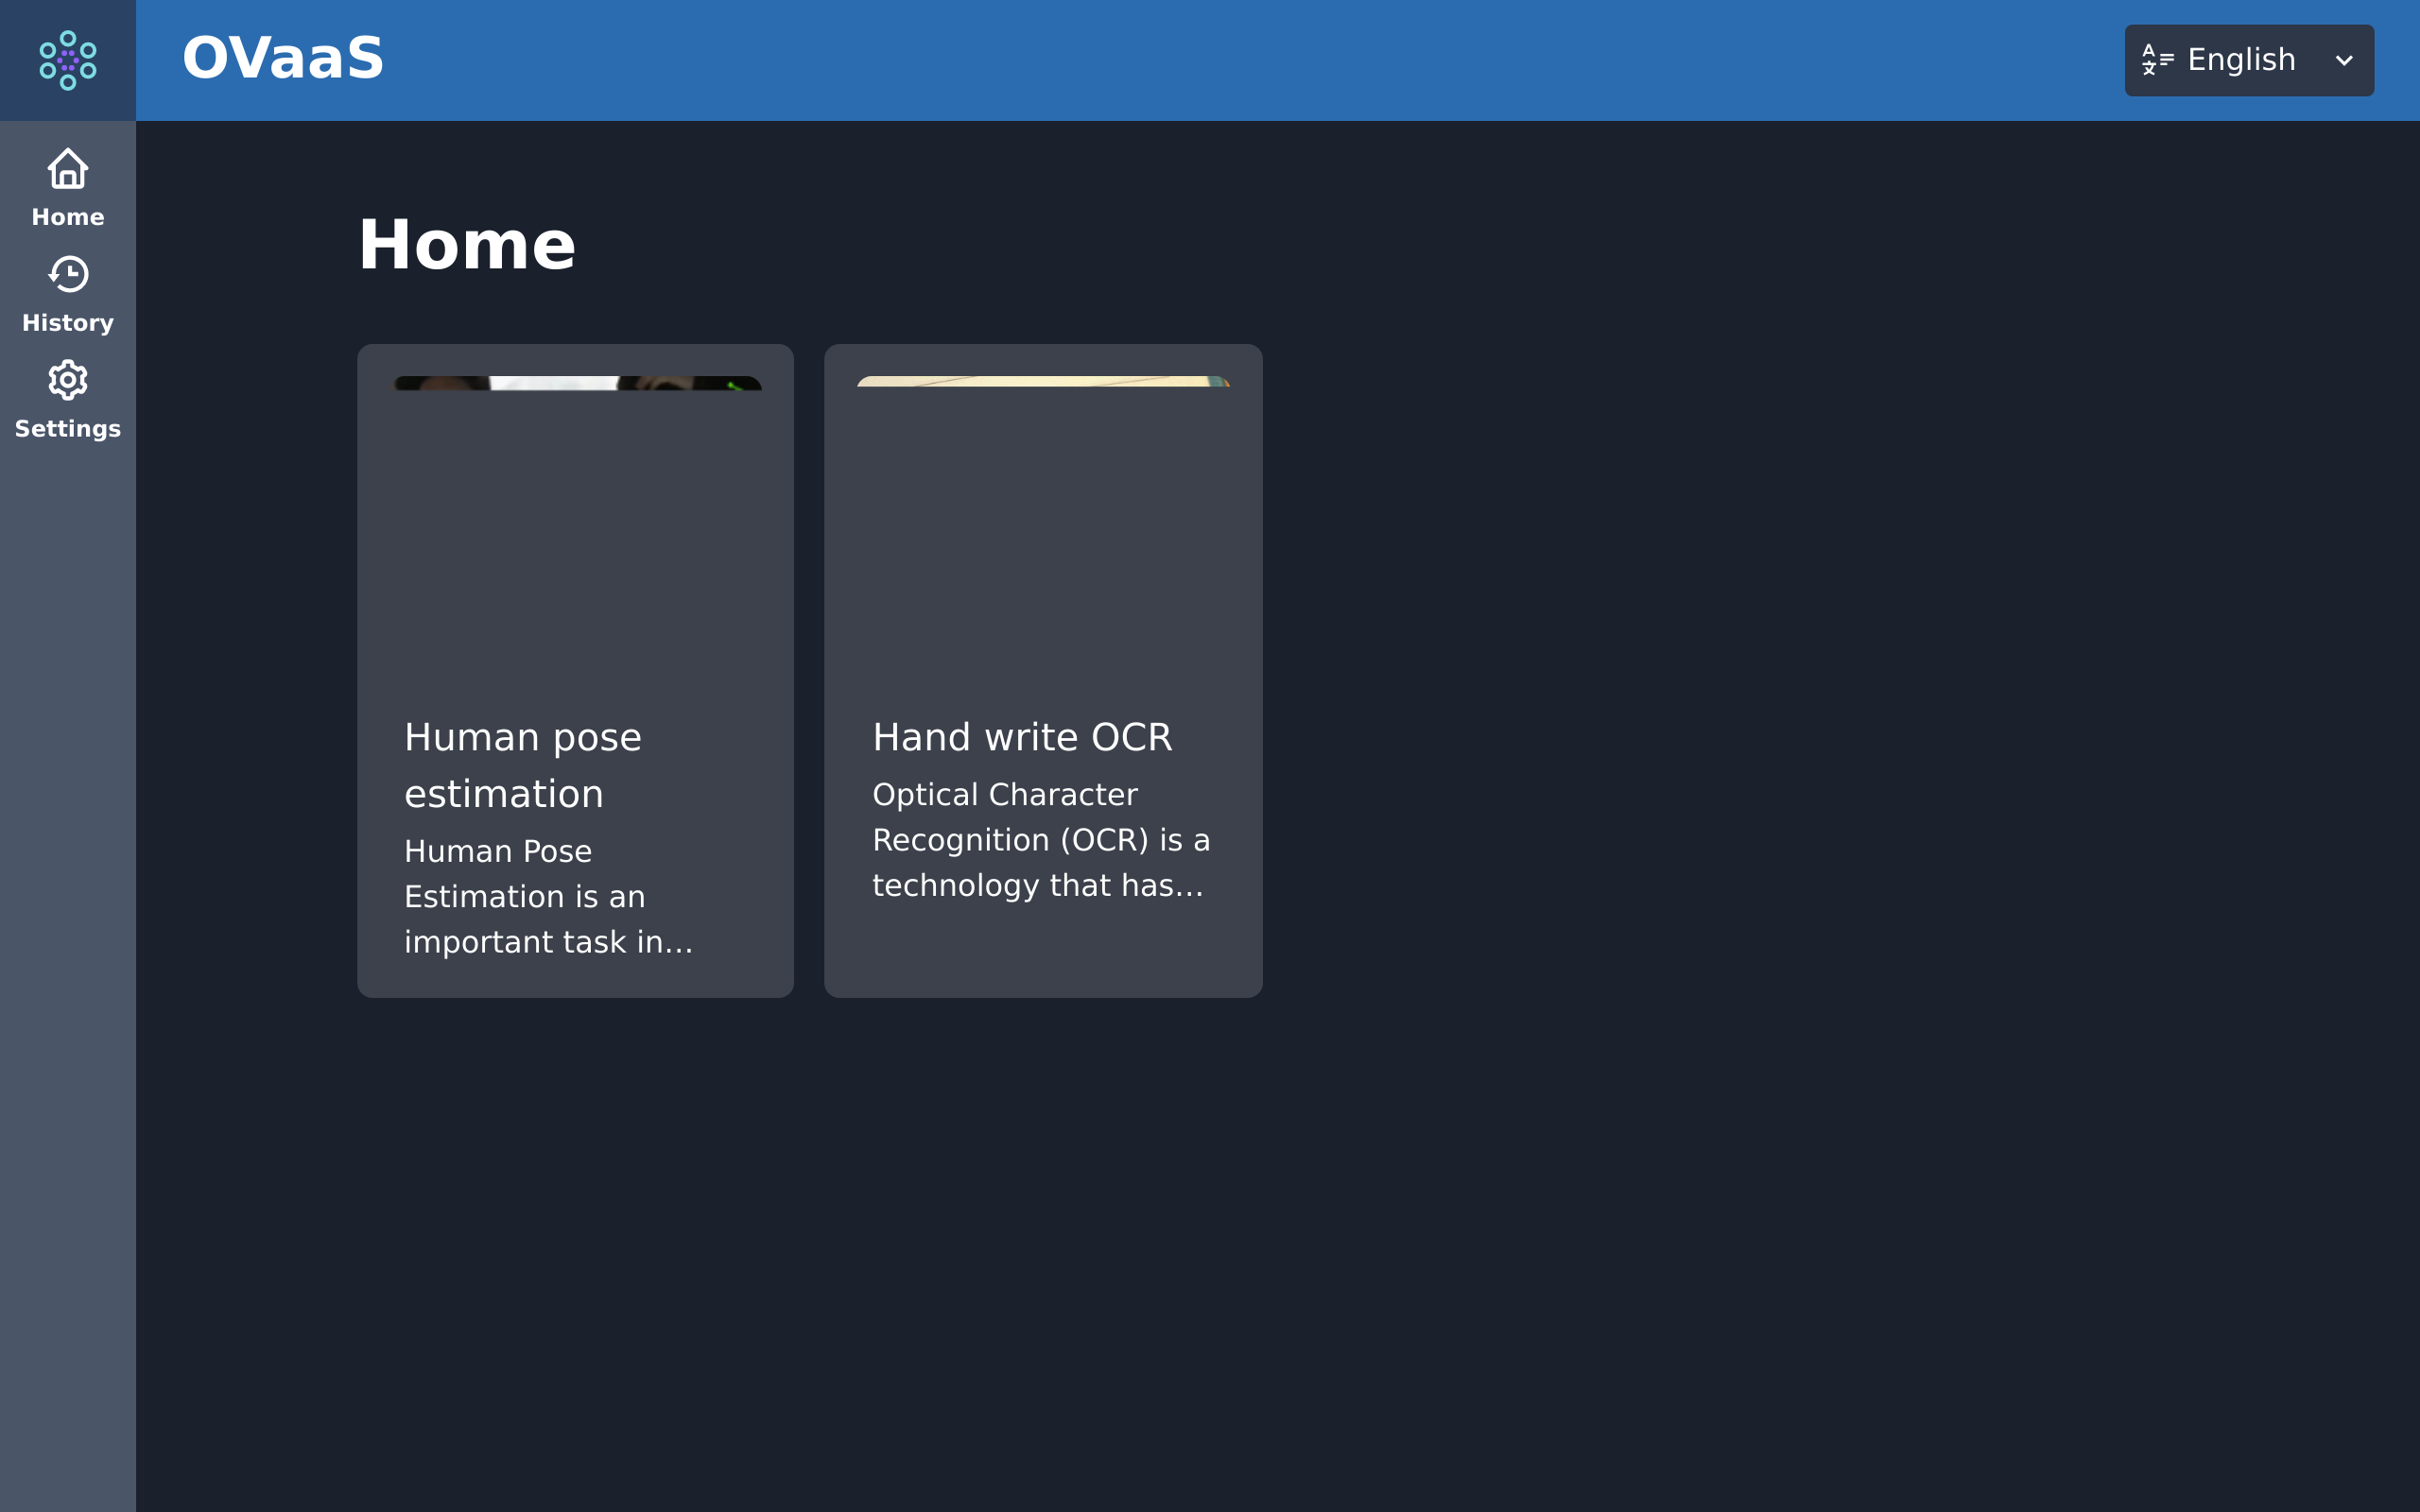 OVaaS
English
Home
History
Settings
Home
Human pose
estimation
Human Pose
Estimation is an
important task in...
Hand write OCR
Optical Character
Recognition (OCR) is a
technology that has...